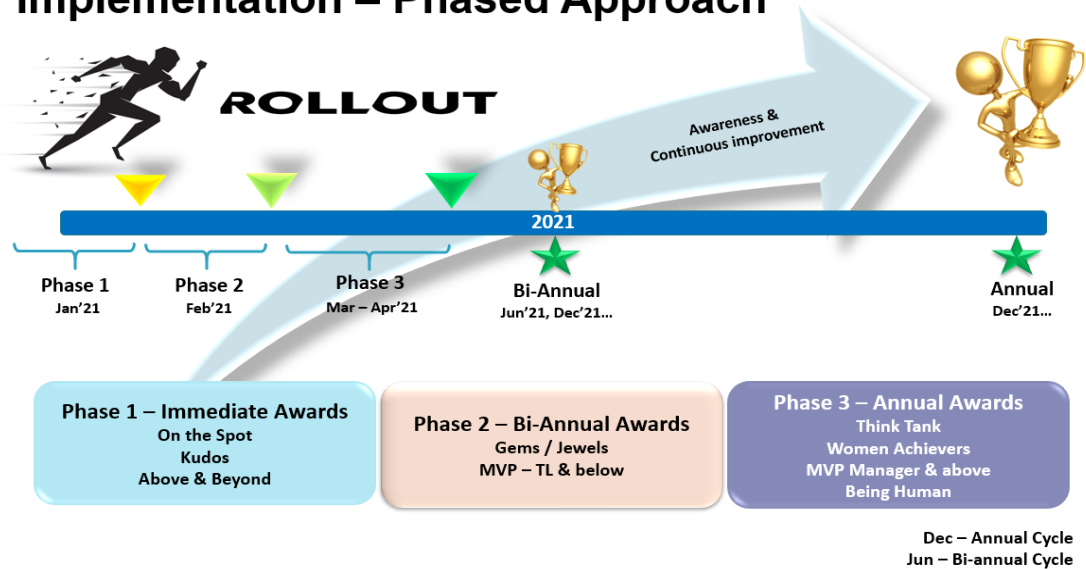 Implementation – Phased Approach
ROLLOUT
Awareness &
Continuous improvement
2021
Phase 1
Jan’21
Phase 2
Feb’21
Phase 3
Mar – Apr’21
Bi-Annual
Jun’21, Dec’21...
Annual
Dec’21...
Phase 1 – Immediate Awards
On the Spot
Kudos
Above & Beyond
Phase 2 – Bi-Annual Awards
Gems / Jewels
MVP – TL & below
Phase 3 – Annual Awards
Think Tank
Women Achievers
MVP Manager & above
Being Human
Dec – Annual Cycle
Jun – Bi-annual Cycle